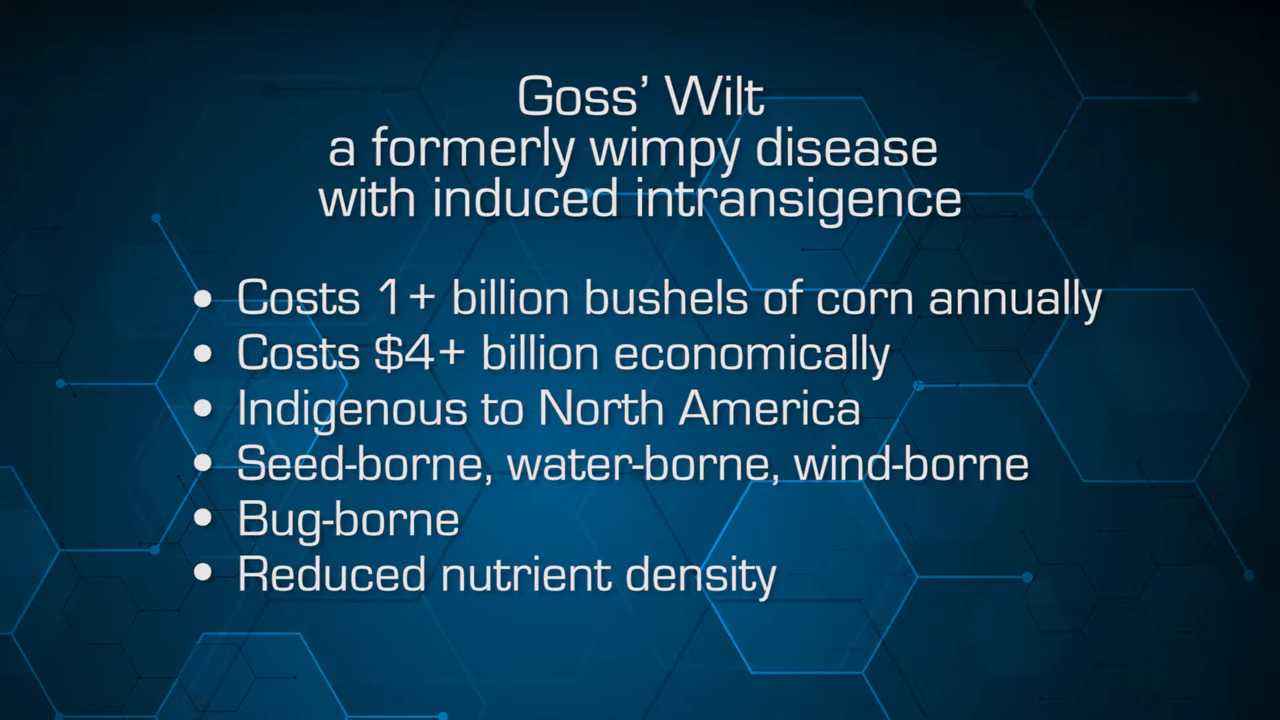 Goss’ Wilt
a formerly wimpy disease
with induced intransigence
• Costs 1+ billion bushels of corn annually
• Costs $4+ billion economically
• Indigenous to North America
• Seed-borne, water-borne, wind-borne
• Bug-borne
• Reduced nutrient density